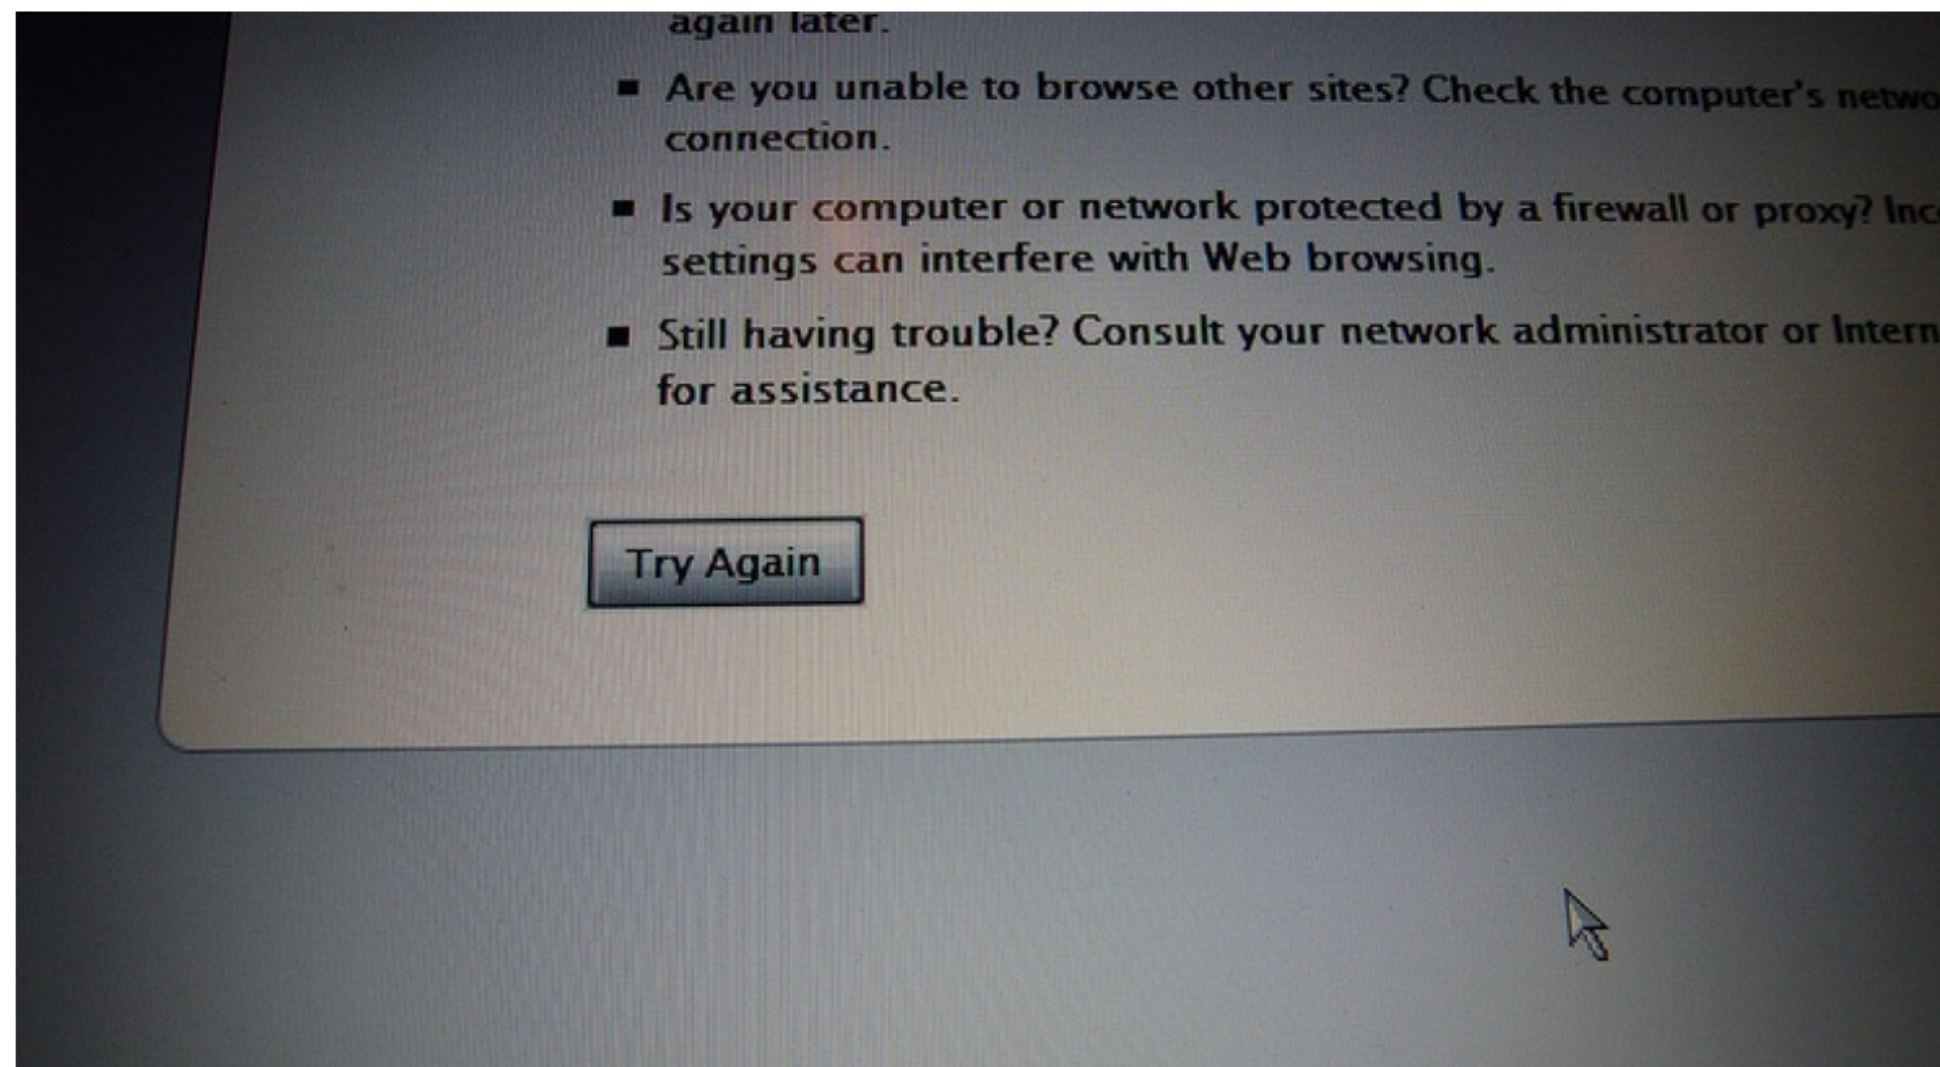 again later.
Are you unable to browse other sites? Check the computer's
connection.
Is your computer or network protected by a firewall or proxy?
settings can interfere with Web browsing.
Still having trouble? Consult your network administrator or
for assistance.
Try Again